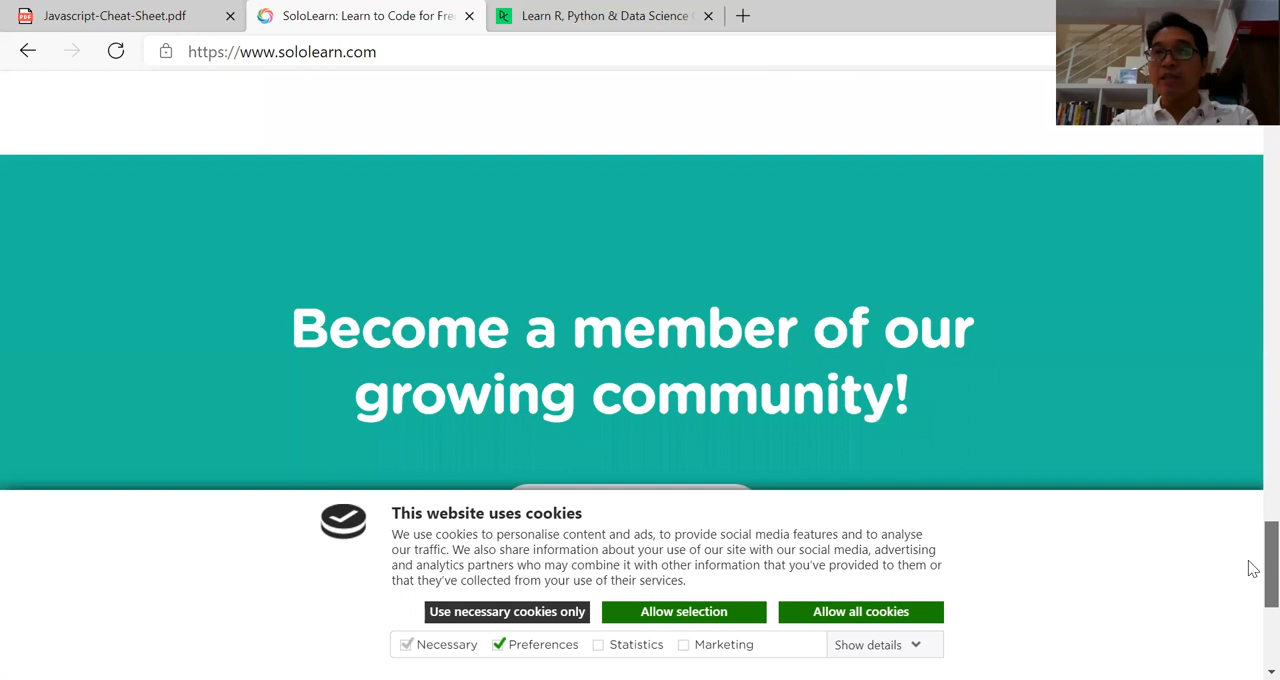 Javascript-Cheat-Sheet.pdf
SoloLearn: Learn to Code for Fre
Learn R, Python & Data Science
https://www.sololearn.com
Become a member of our
growing community!
This website uses cookies
We use cookies to personalise content and ads, to provide social media features and to analyse
our traffic. We also share information about your use of our site with our social media, advertising
and analytics partners who may combine it with other information that you've provided to them or
that they've collected from your use of their services.
Use necessary cookies only
Allow selection
Allow all cookies
Necessary
Preferences
Statistics
Marketing
Show details